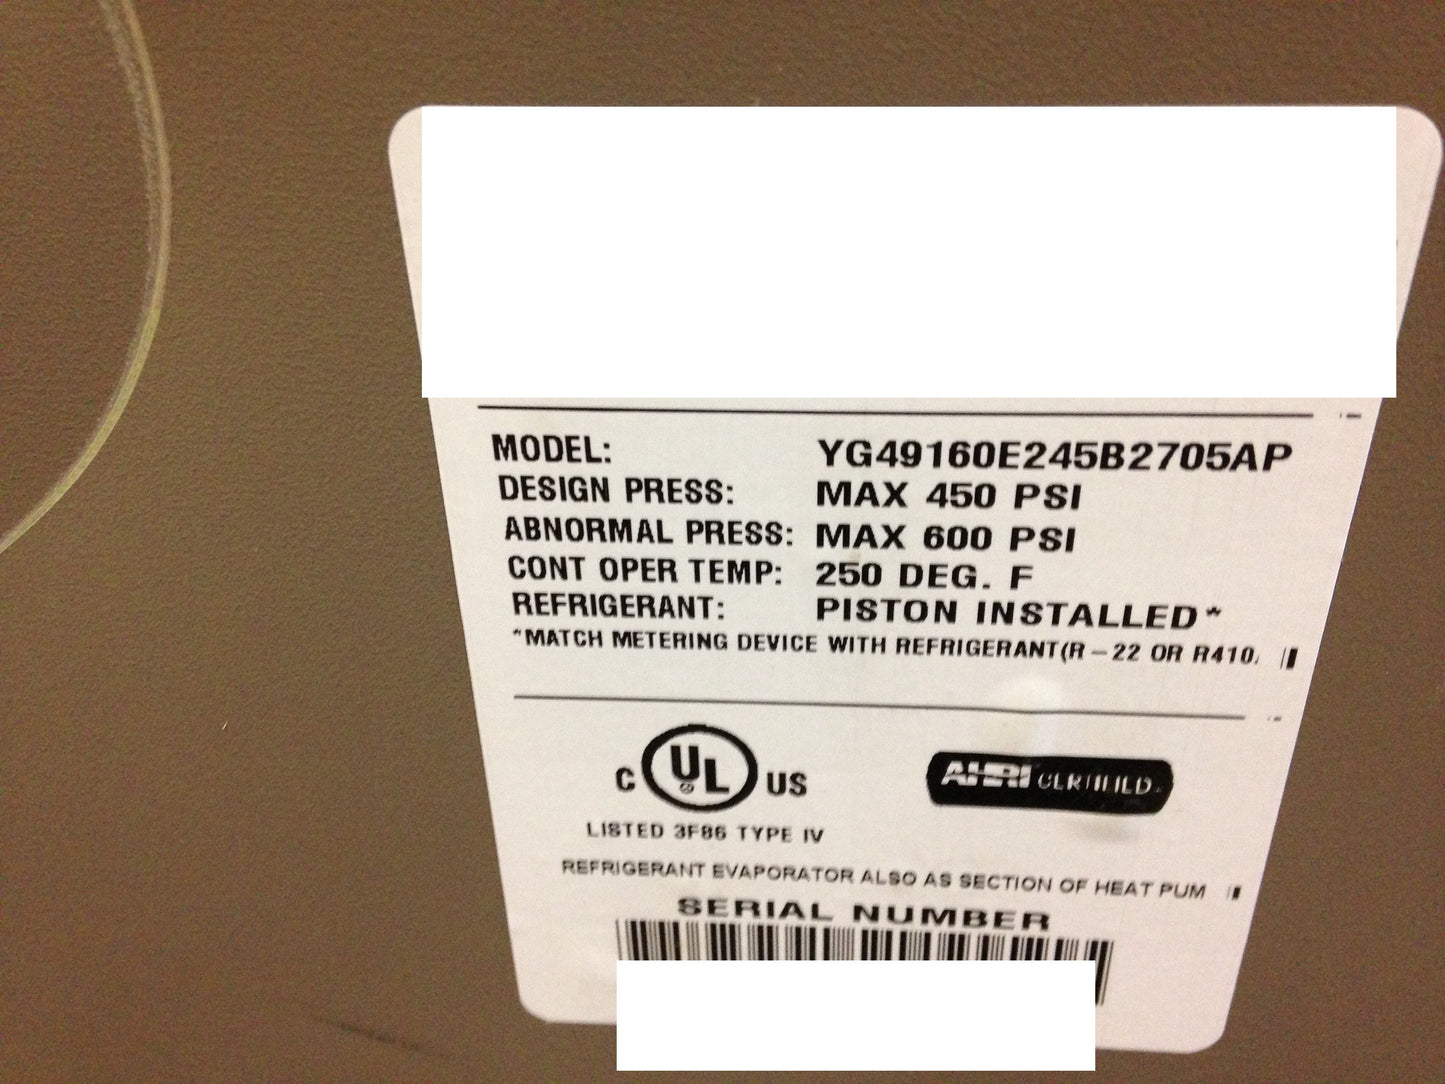 MODEL: YG49160E245B2705AP
DESIGN PRESS: MAX 450 PSI
ABNORMAL PRESS: MAX 600 PSI
CONT OPER TEMP: 250 DEG. F
REFRIGERANT: PISTON INSTALLED*
*MATCH METERING DEVICE WITH REFRIGERANT(R-22 OR R410
C UL US
AHRI CERTIFIED
LISTED 3F86 TYPE IV
REFRIGERANT EVAPORATOR ALSO AS SECTION OF HEAT PUM
SERIAL NUMBER